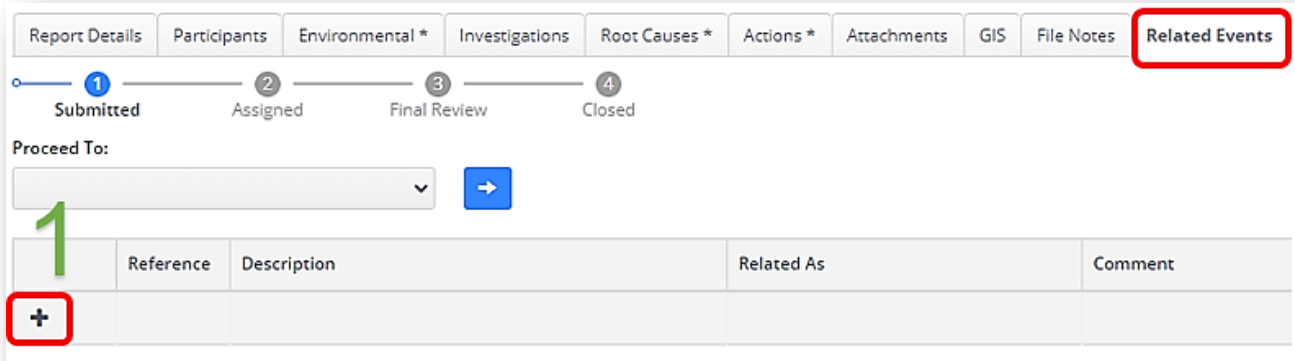 Report Details Participants Environmental * Investigations Root Causes * Actions * Attachments GIS File Notes Related Events
1 2 3 4
Submitted Assigned Final Review Closed
Proceed To:
1
Reference Description Related As Comment
+